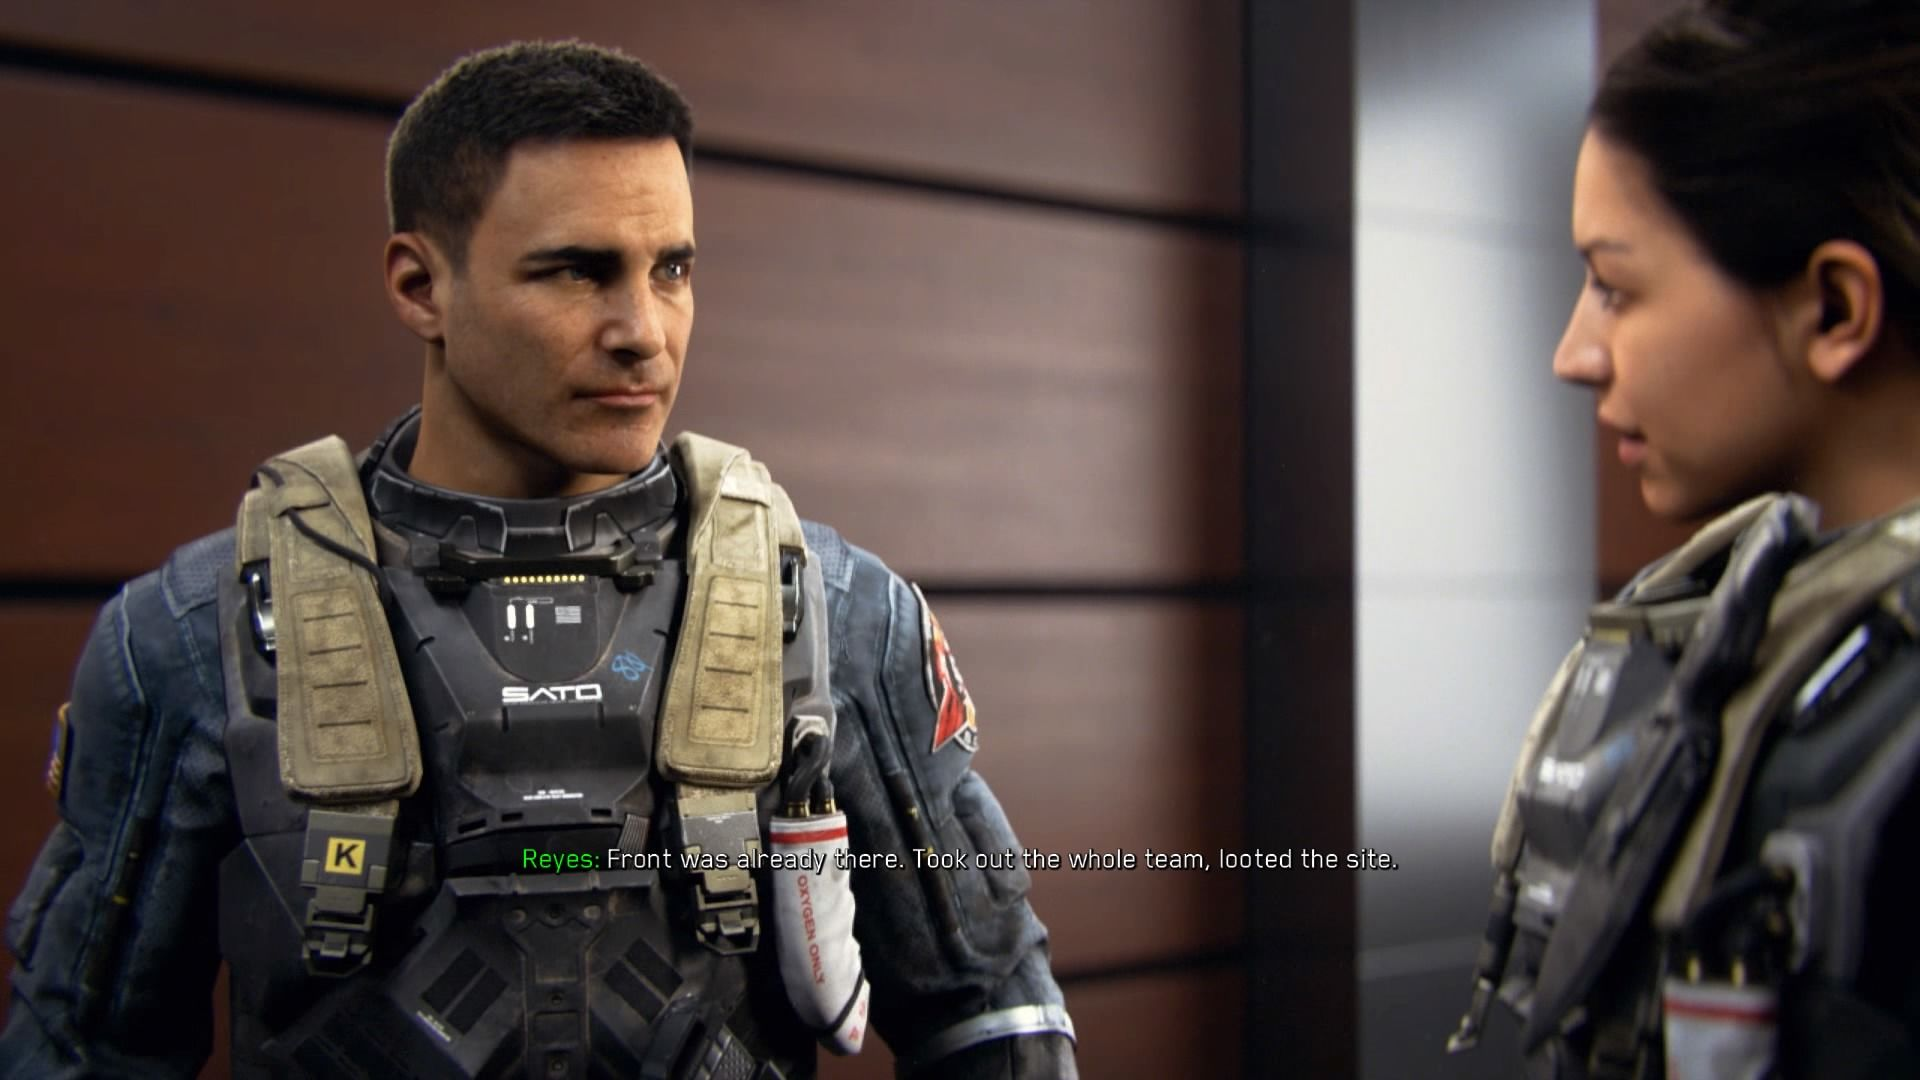 SATO
K
Reyes: Front was already there. Took out the whole team, looted the site.
OXYGEN ONLY